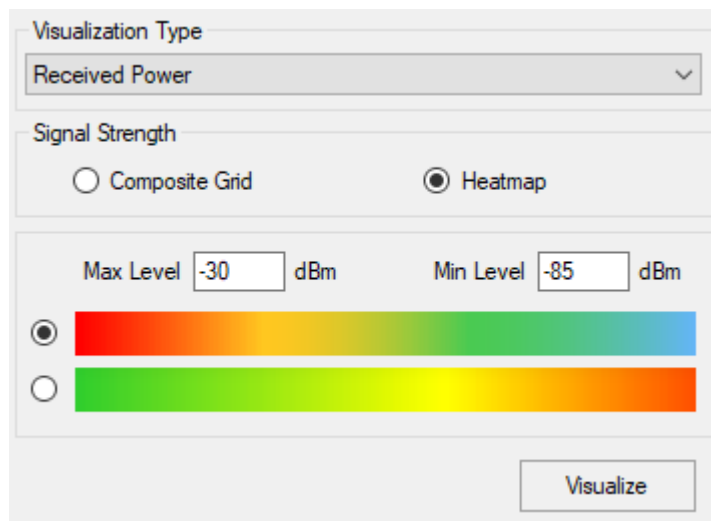 Visualization Type
Received Power
Signal Strength
Composite Grid Heatmap
Max Level -30 dBm Min Level -85 dBm
Visualize